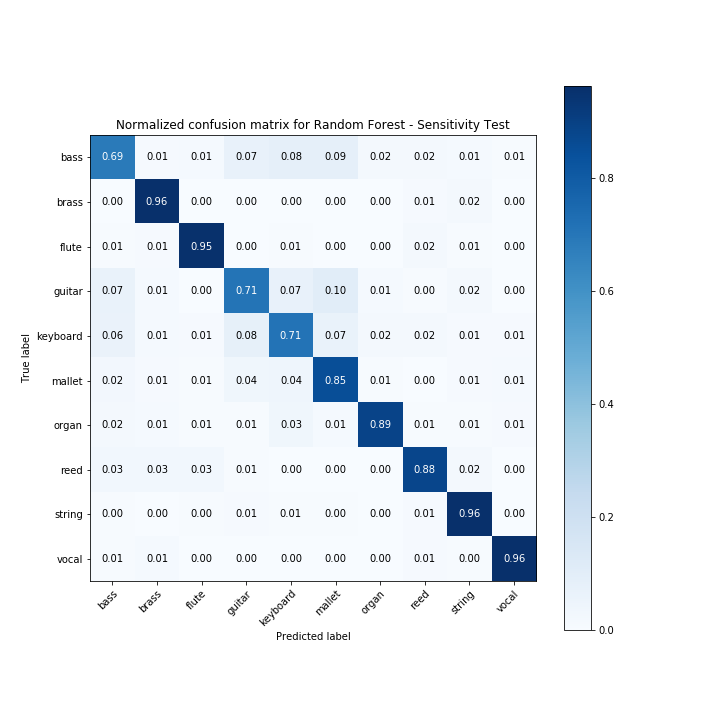 Normalized confusion matrix for Random Forest - Sensitivity Test
bass 0.69 0.01 0.01 0.07 0.08 0.09 0.02 0.02 0.01 0.01
brass 0.00 0.96 0.00 0.00 0.00 0.00 0.00 0.01 0.02 0.00
flute 0.01 0.01 0.95 0.00 0.01 0.00 0.00 0.02 0.01 0.00
guitar 0.07 0.01 0.00 0.71 0.07 0.10 0.01 0.00 0.02 0.00
keyboard 0.06 0.01 0.01 0.08 0.71 0.07 0.02 0.02 0.01 0.01
mallet 0.02 0.01 0.01 0.04 0.04 0.85 0.01 0.00 0.01 0.01
organ 0.02 0.01 0.01 0.01 0.03 0.01 0.89 0.01 0.01 0.01
reed 0.03 0.03 0.03 0.01 0.00 0.00 0.00 0.88 0.02 0.00
string 0.00 0.00 0.00 0.01 0.01 0.00 0.00 0.01 0.96 0.00
vocal 0.01 0.01 0.00 0.00 0.00 0.00 0.00 0.01 0.00 0.96
bass brass flute guitar keyboard mallet organ reed string vocal
Predicted label
True label
0.8
0.6
0.4
0.2
0.0